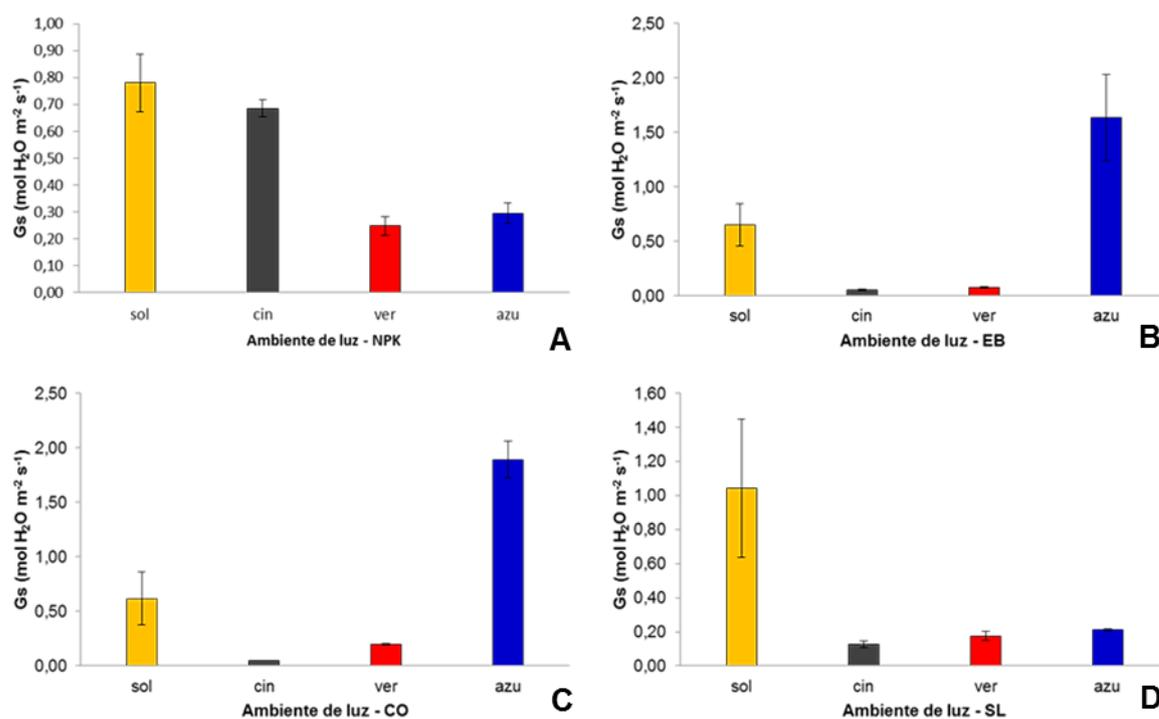 1,00
0,90
0,80
0,70
0,60
0,50
0,40
0,30
0,20
0,10
0,00
Gs (mol H₂O m⁻² s⁻¹)
sol cin ver azu
Ambiente de luz - NPK
A
2,50
2,00
1,50
1,00
0,50
0,00
Gs (mol H₂O m⁻² s⁻¹)
sol cin ver azu
Ambiente de luz - EB
B
2,50
2,00
1,50
1,00
0,50
0,00
Gs (mol H₂O m⁻² s⁻¹)
sol cin ver azu
Ambiente de luz - CO
C
1,60
1,40
1,20
1,00
0,80
0,60
0,40
0,20
0,00
Gs (mol H₂O m⁻² s⁻¹)
sol cin ver azu
Ambiente de luz - SL
D